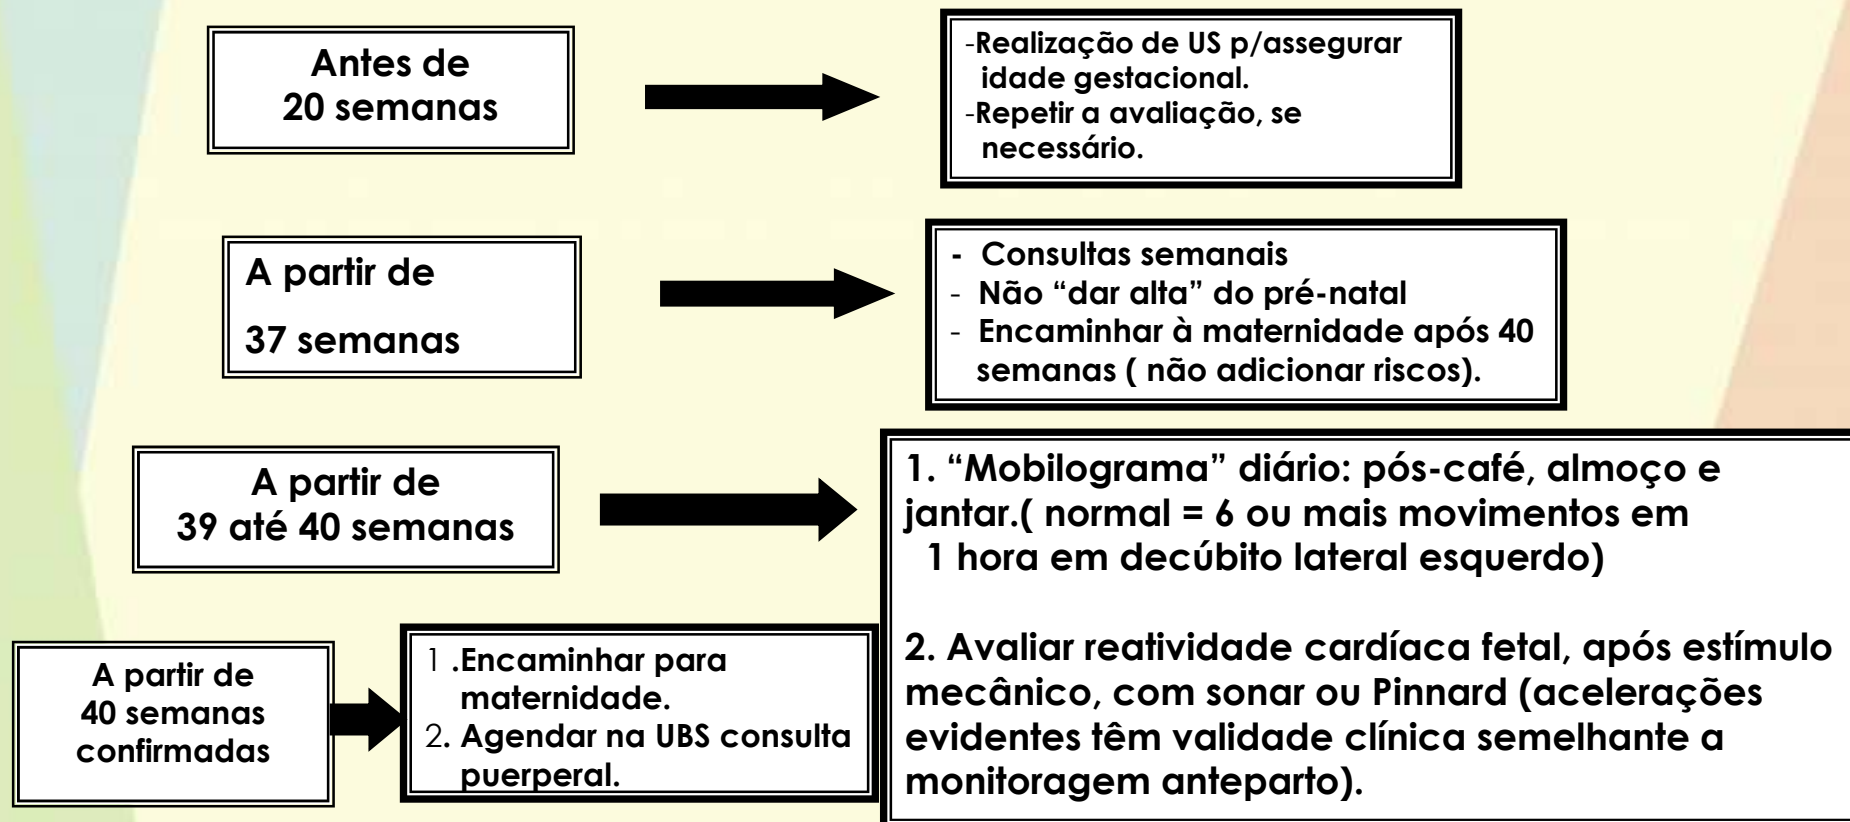 Antes de
20 semanas
-Realização de US p/assegurar
idade gestacional.
-Repetir a avaliação, se
necessário.
A partir de
37 semanas
- Consultas semanais
- Não “dar alta” do pré-natal
- Encaminhar à maternidade após 40
semanas ( não adicionar riscos).
A partir de
39 até 40 semanas
1. “Mobilograma” diário: pós-café, almoço e
jantar.( normal = 6 ou mais movimentos em
1 hora em decúbito lateral esquerdo)
2. Avaliar reatividade cardíaca fetal, após estímulo
mecânico, com sonar ou Pinnard (acelerações
evidentes têm validade clínica semelhante a
monitoragem anteparto).
A partir de
40 semanas
confirmadas
1 .Encaminhar para
maternidade.
2. Agendar na UBS consulta
puerperal.